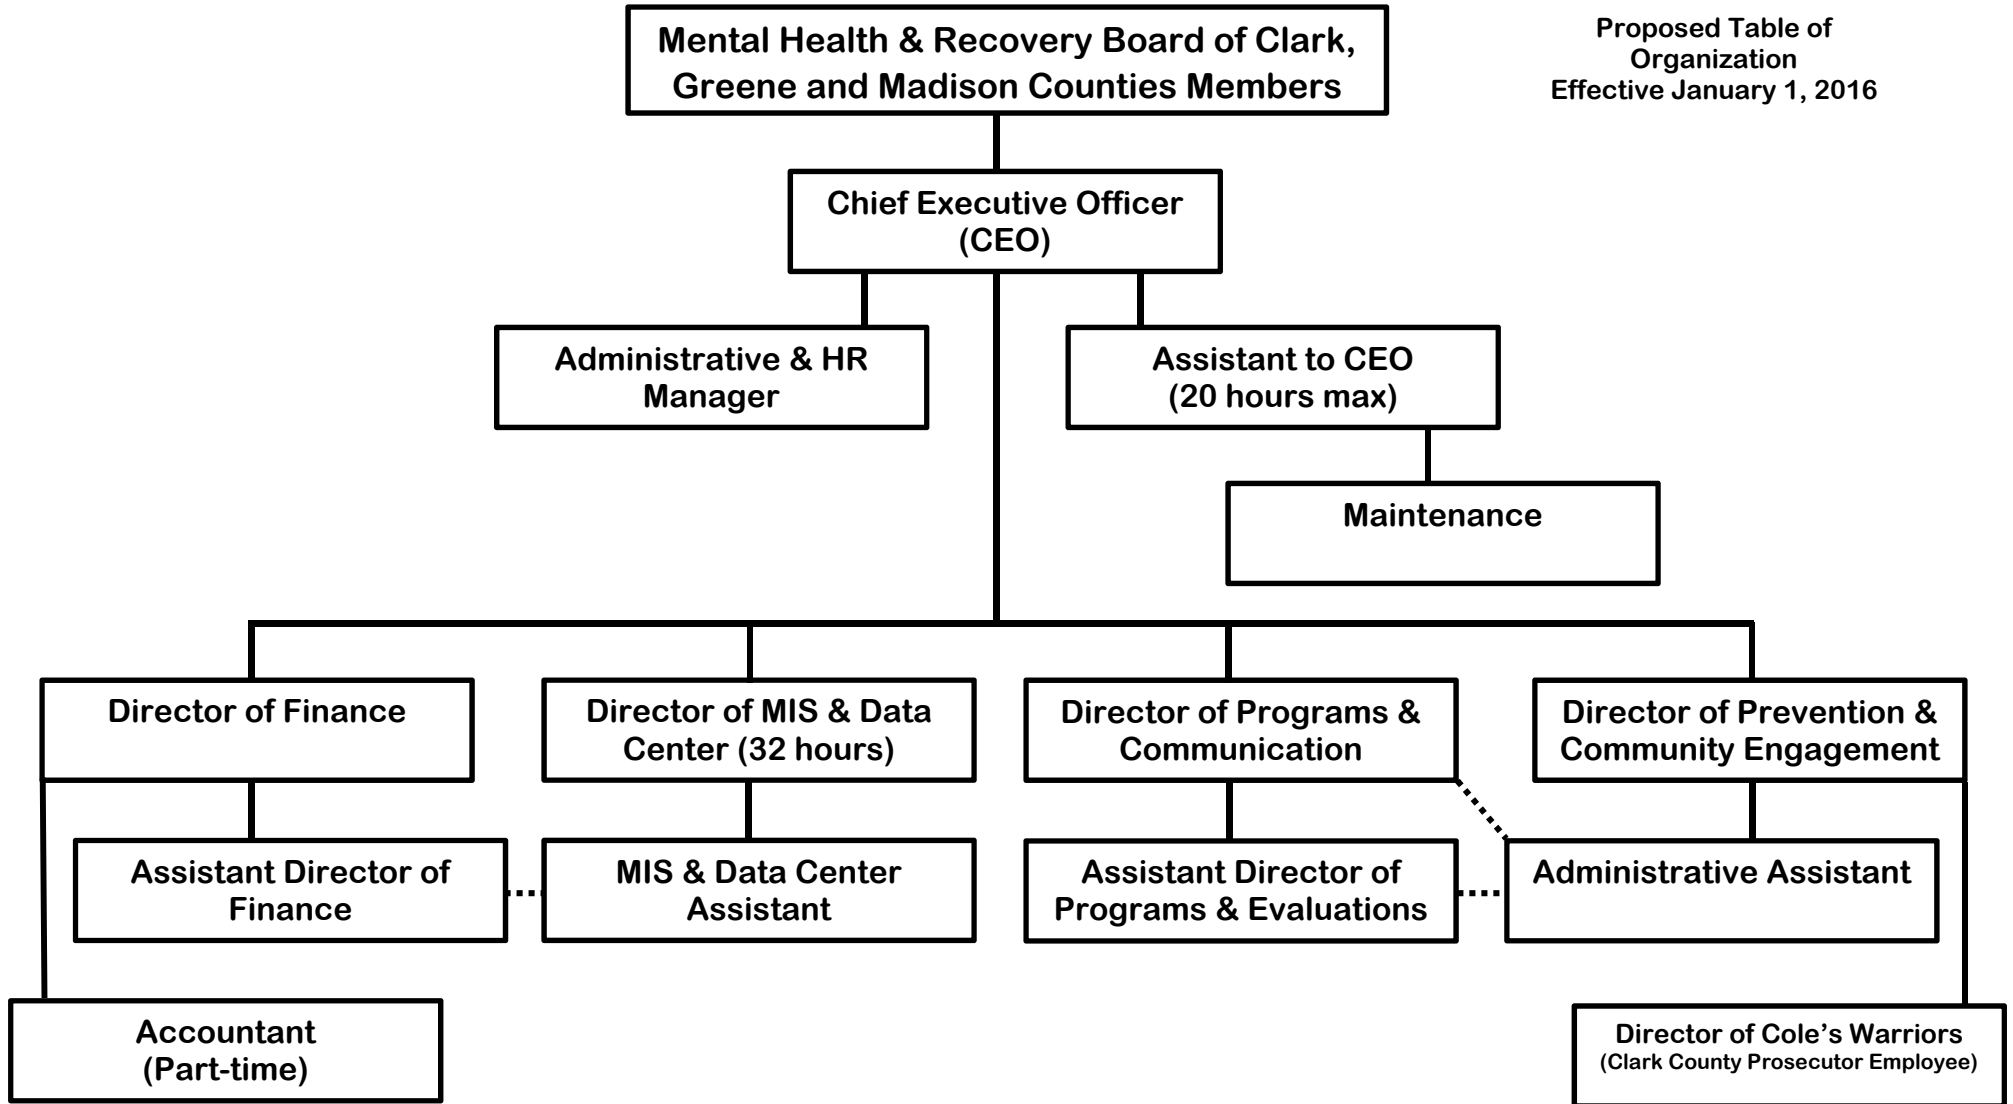 Mental Health & Recovery Board of Clark,
Greene and Madison Counties Members
Proposed Table of
Organization
Effective January 1, 2016
Chief Executive Officer
(CEO)
Administrative & HR
Manager
Assistant to CEO
(20 hours max)
Maintenance
Director of Finance
Director of MIS & Data
Center (32 hours)
Director of Programs &
Communication
Director of Prevention &
Community Engagement
Assistant Director of
Finance
MIS & Data Center
Assistant
Assistant Director of
Programs & Evaluations
Administrative Assistant
Accountant
(Part-time)
Director of Cole’s Warriors
(Clark County Prosecutor Employee)